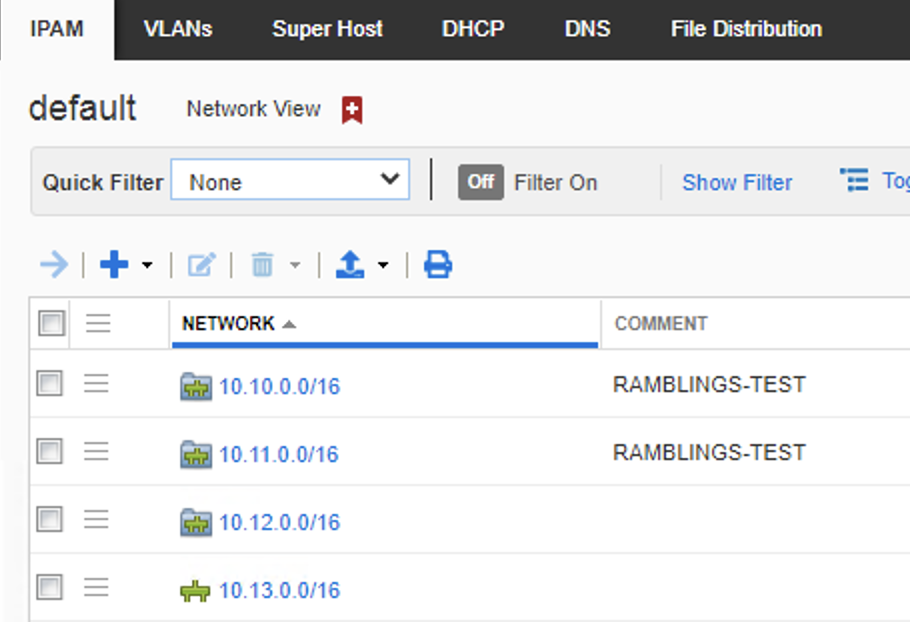 IPAM VLANs Super Host DHCP DNS File Distribution
default Network View
Quick Filter None Off Filter On Show Filter
NETWORK COMMENT
10.10.0.0/16 RAMBLINGS-TEST
10.11.0.0/16 RAMBLINGS-TEST
10.12.0.0/16
10.13.0.0/16